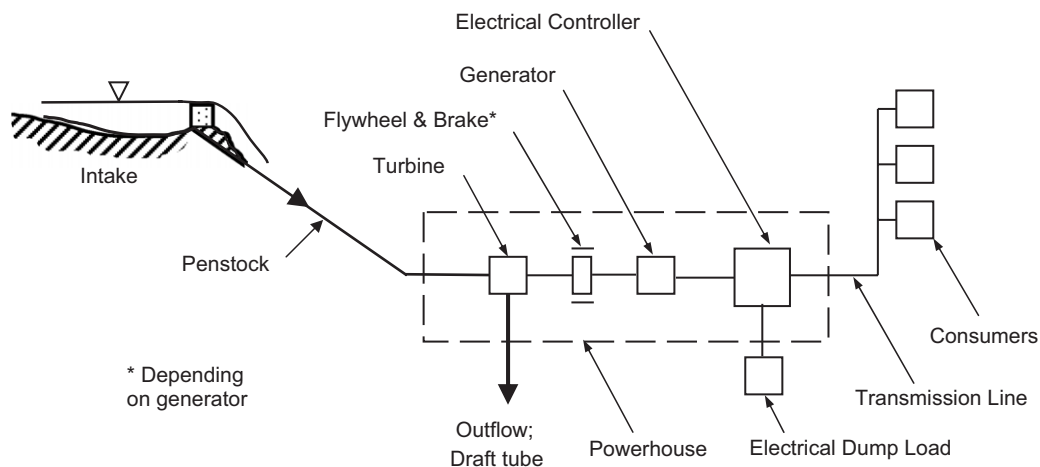 Electrical Controller
Generator
Flywheel & Brake*
Turbine
Intake
Penstock
Consumers
* Depending
on generator
Transmission Line
Outflow;
Draft tube
Powerhouse
Electrical Dump Load